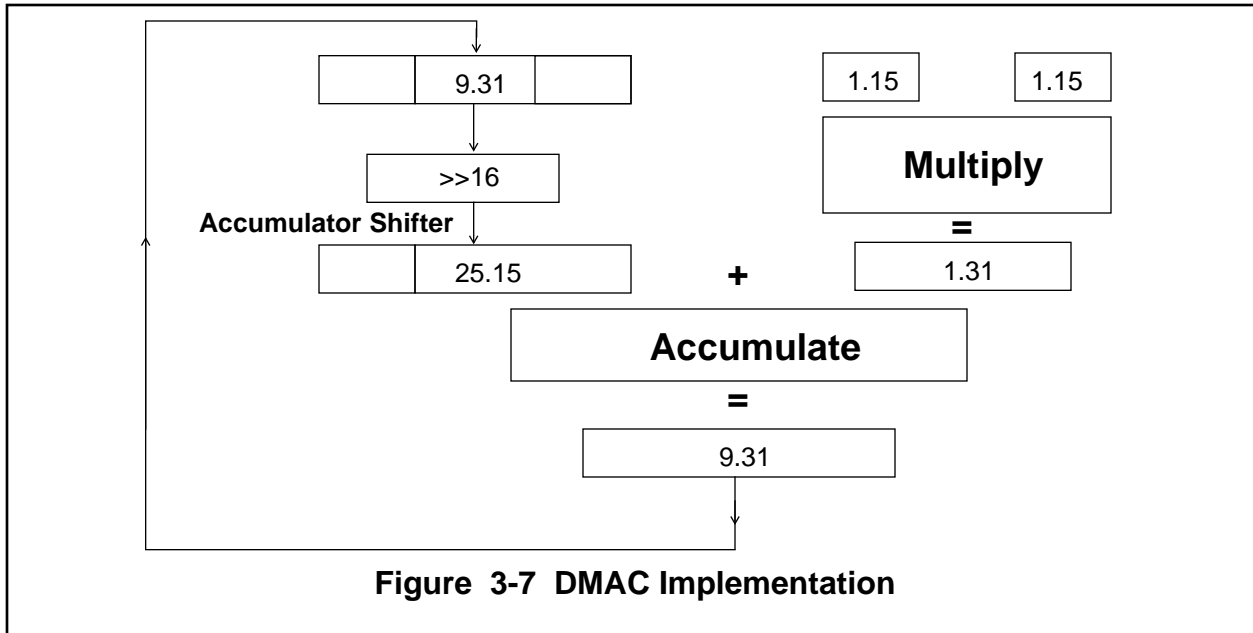 9.31
1.15 1.15
Multiply
>>16
Accumulator Shifter
=
25.15
+
1.31
Accumulate
=
9.31
Figure 3-7 DMAC Implementation